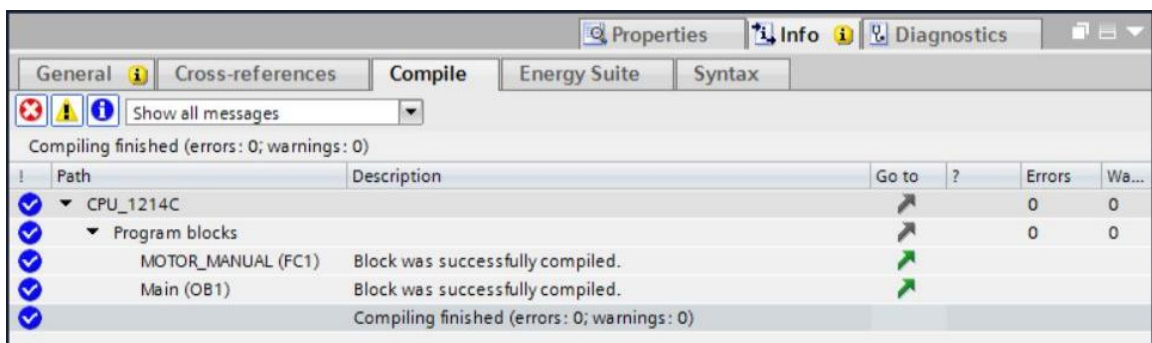 Properties Info Diagnostics
General Cross-references Compile Energy Suite Syntax
Show all messages
Compiling finished (errors: 0; warnings: 0)
! Path Description Go to ? Errors Wa...
CPU_1214C 0 0
Program blocks 0 0
MOTOR_MANUAL (FC1) Block was successfully compiled.
Main (OB1) Block was successfully compiled.
Compiling finished (errors: 0; warnings: 0)